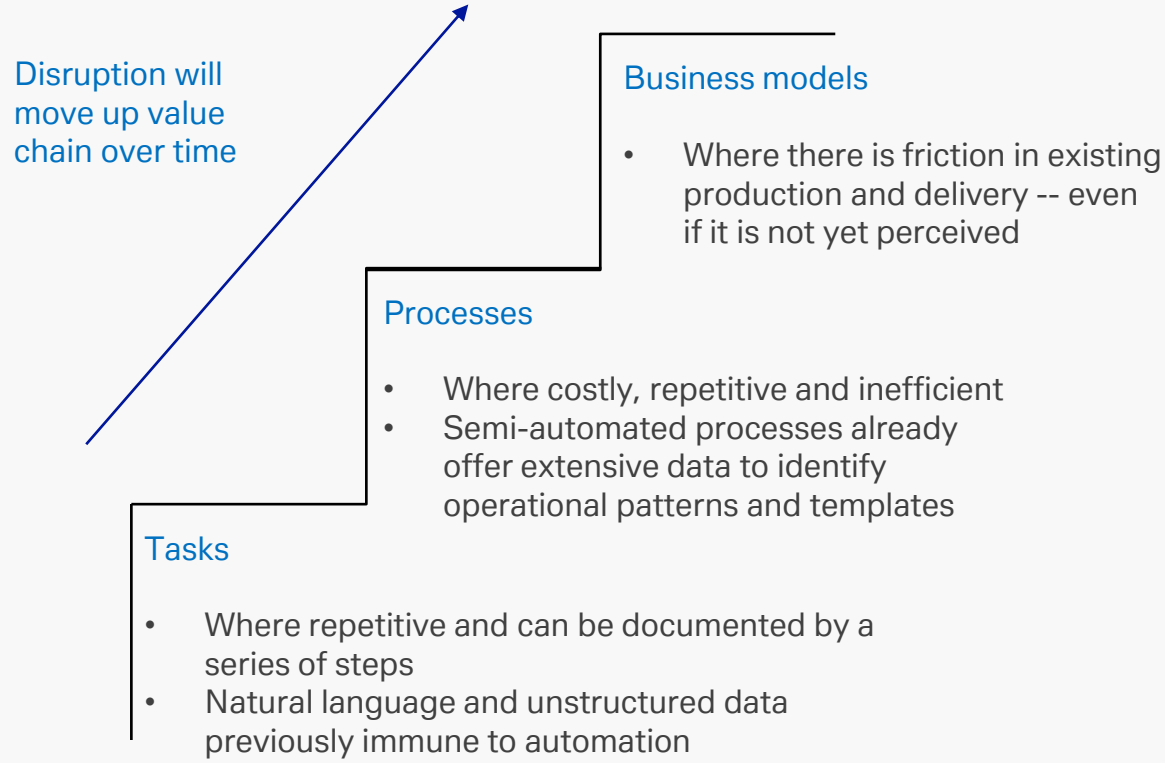 Disruption will
move up value
chain over time
Business models
• Where there is friction in existing
production and delivery -- even
if it is not yet perceived
Processes
• Where costly, repetitive and inefficient
• Semi-automated processes already
offer extensive data to identify
operational patterns and templates
Tasks
• Where repetitive and can be documented by a
series of steps
• Natural language and unstructured data
previously immune to automation